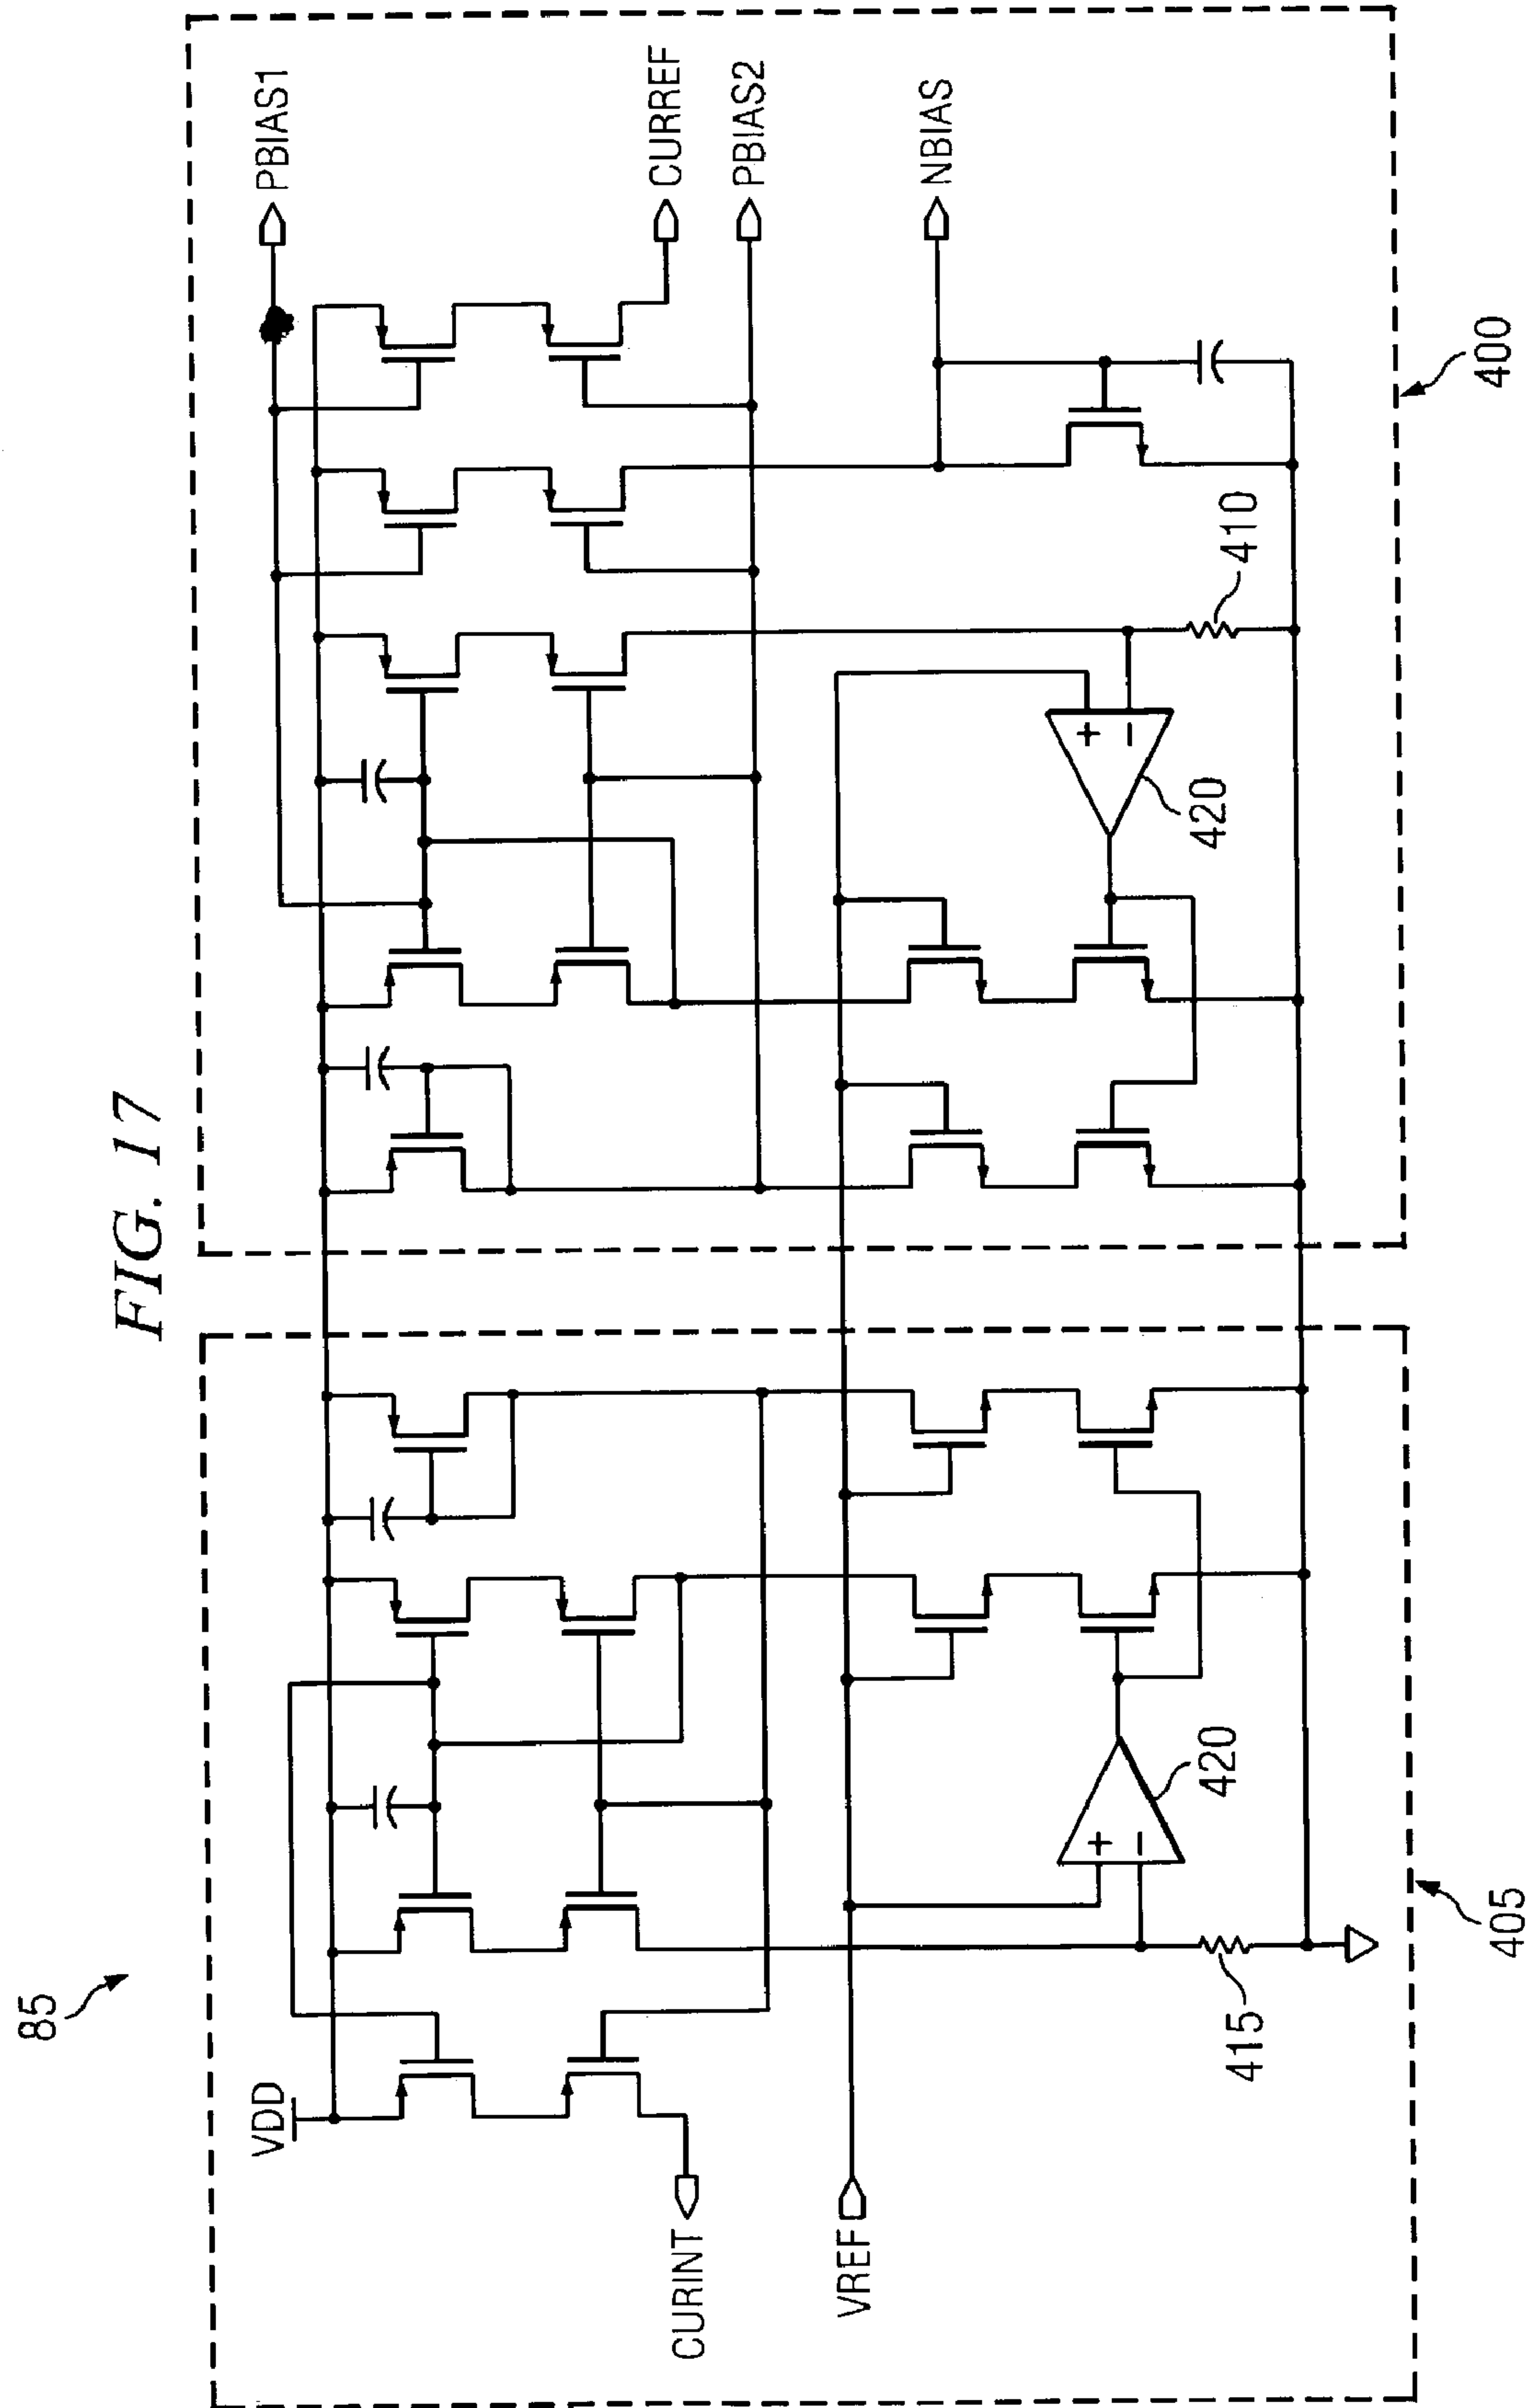 FIG. 17
85
VDD
CURINT
VREF
415
420
405
PBIAS1
CURREF
PBIAS2
NBIAS
410
420
400
+
−
+
−